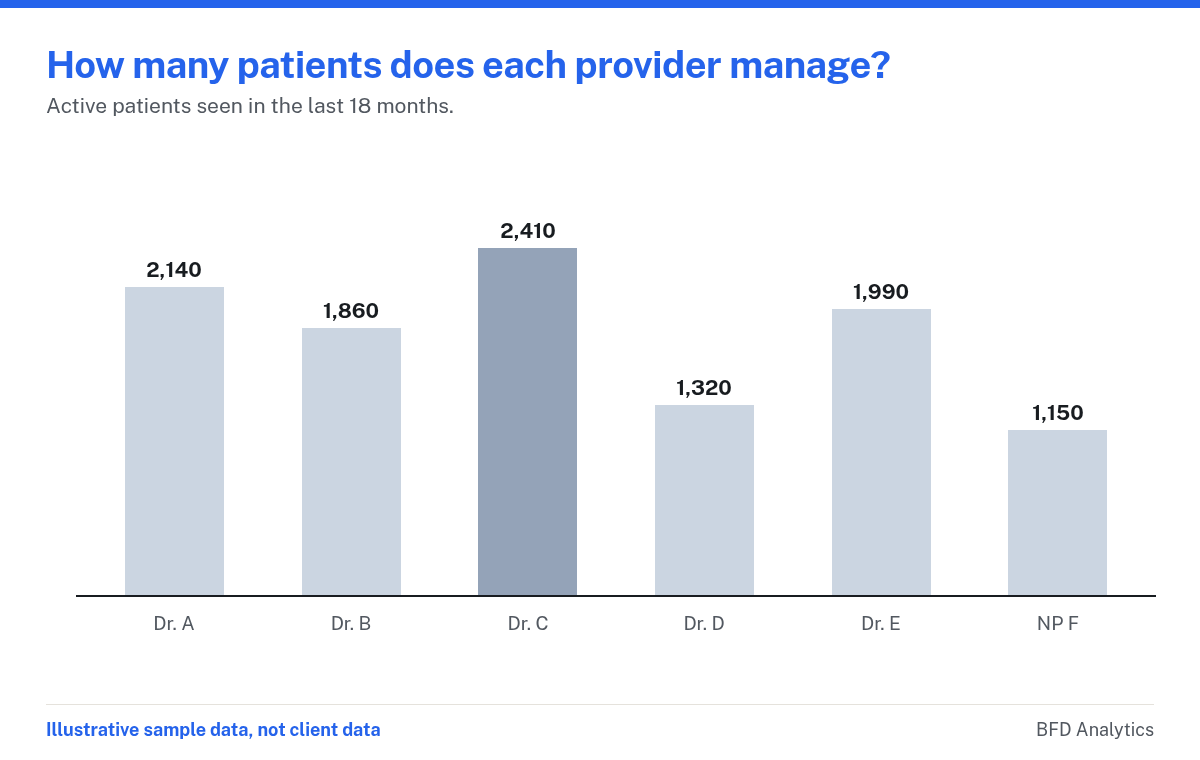 How many patients does each provider manage?
Active patients seen in the last 18 months.
2,140
1,860
2,410
1,320
1,990
1,150
Dr. A
Dr. B
Dr. C
Dr. D
Dr. E
NP F
Illustrative sample data, not client data
BFD Analytics